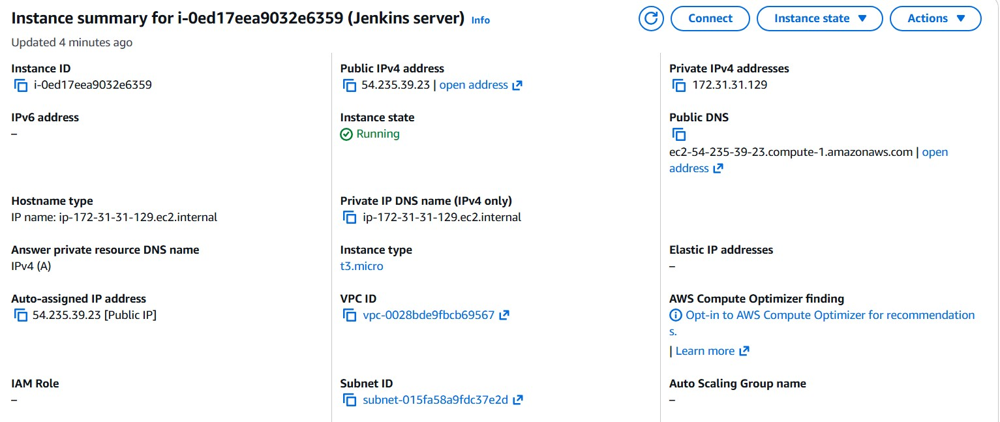 Instance summary for i-0ed17eea9032e6359 (Jenkins server) Info
Connect
Instance state
Actions
Updated 4 minutes ago
Instance ID
i-0ed17eea9032e6359
Public IPv4 address
54.235.39.23 | open address
Private IPv4 addresses
172.31.31.129
IPv6 address
–
Instance state
Running
Public DNS
ec2-54-235-39-23.compute-1.amazonaws.com | open
address
Hostname type
IP name: ip-172-31-31-129.ec2.internal
Private IP DNS name (IPv4 only)
ip-172-31-31-129.ec2.internal
Answer private resource DNS name
IPv4 (A)
Instance type
t3.micro
Elastic IP addresses
–
Auto-assigned IP address
54.235.39.23 [Public IP]
VPC ID
vpc-0028bde9fbcb69567
AWS Compute Optimizer finding
Opt-in to AWS Compute Optimizer for recommendation
s.
| Learn more
IAM Role
–
Subnet ID
subnet-015fa58a9fdc37e2d
Auto Scaling Group name
–